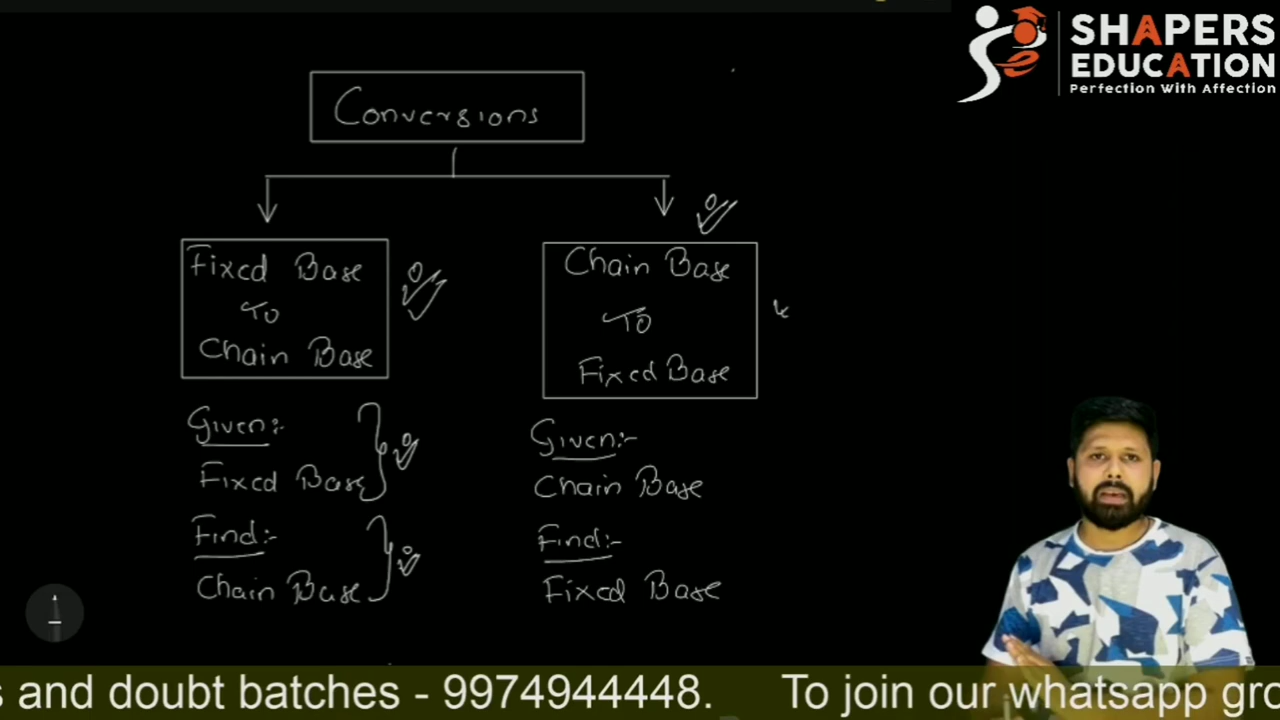 SHAPERS
EDUCATION
Perfection With Affection
Conversions
Fixed Base
To
Chain Base
Given:-
Fixed Base
Find:-
Chain Base
Chain Base
To
Fixed Base
Given:-
Chain Base
Find:-
Fixed Base
s and doubt batches - 9974944448. To join our whatsapp gro